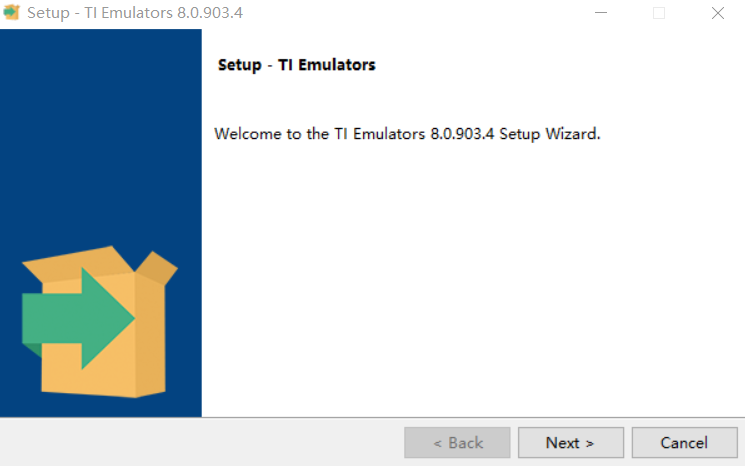 Setup - TI Emulators 8.0.903.4
Setup - TI Emulators
Welcome to the TI Emulators 8.0.903.4 Setup Wizard.
< Back Next > Cancel